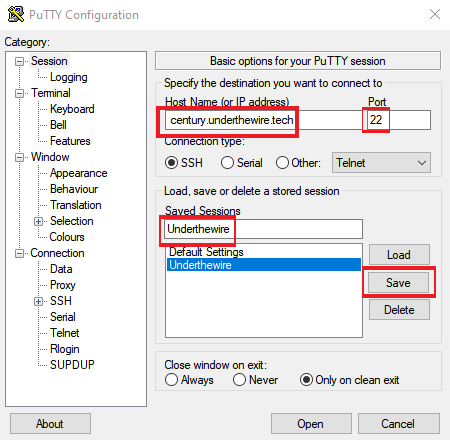 PuTTY Configuration
Category:
Session
Logging
Terminal
Keyboard
Bell
Features
Window
Appearance
Behaviour
Translation
Selection
Colours
Connection
Data
Proxy
SSH
Serial
Telnet
Rlogin
SUPDUP
Basic options for your PuTTY session
Specify the destination you want to connect to
Host Name (or IP address) Port
century.underthewire.tech 22
Connection type:
SSH Serial Other: Telnet
Load, save or delete a stored session
Saved Sessions
Underthewire
Default Settings
Underthewire
Load
Save
Delete
Close window on exit:
Always Never Only on clean exit
About Open Cancel